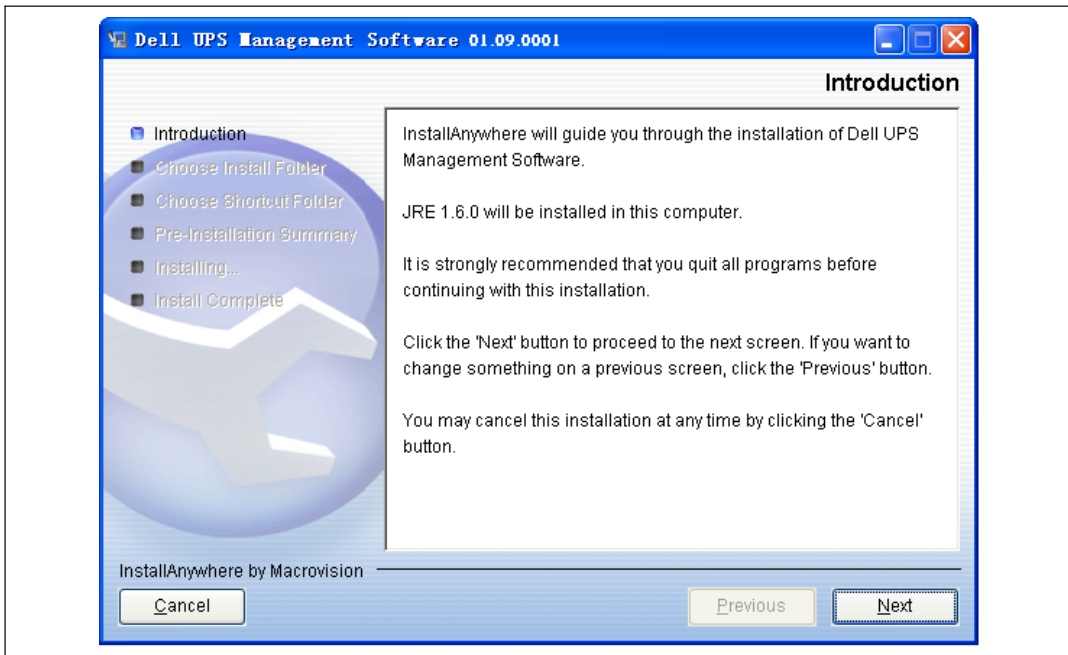 Dell UPS Management Software 01.09.0001
Introduction
Introduction
Choose Install Folder
Choose Shortcut Folder
Pre-Installation Summary
Installing...
Install Complete
InstallAnywhere will guide you through the installation of Dell UPS
Management Software.
JRE 1.6.0 will be installed in this computer.
It is strongly recommended that you quit all programs before
continuing with this installation.
Click the 'Next' button to proceed to the next screen. If you want to
change something on a previous screen, click the 'Previous' button.
You may cancel this installation at any time by clicking the 'Cancel'
button.
InstallAnywhere by Macrovision
Cancel
Previous
Next